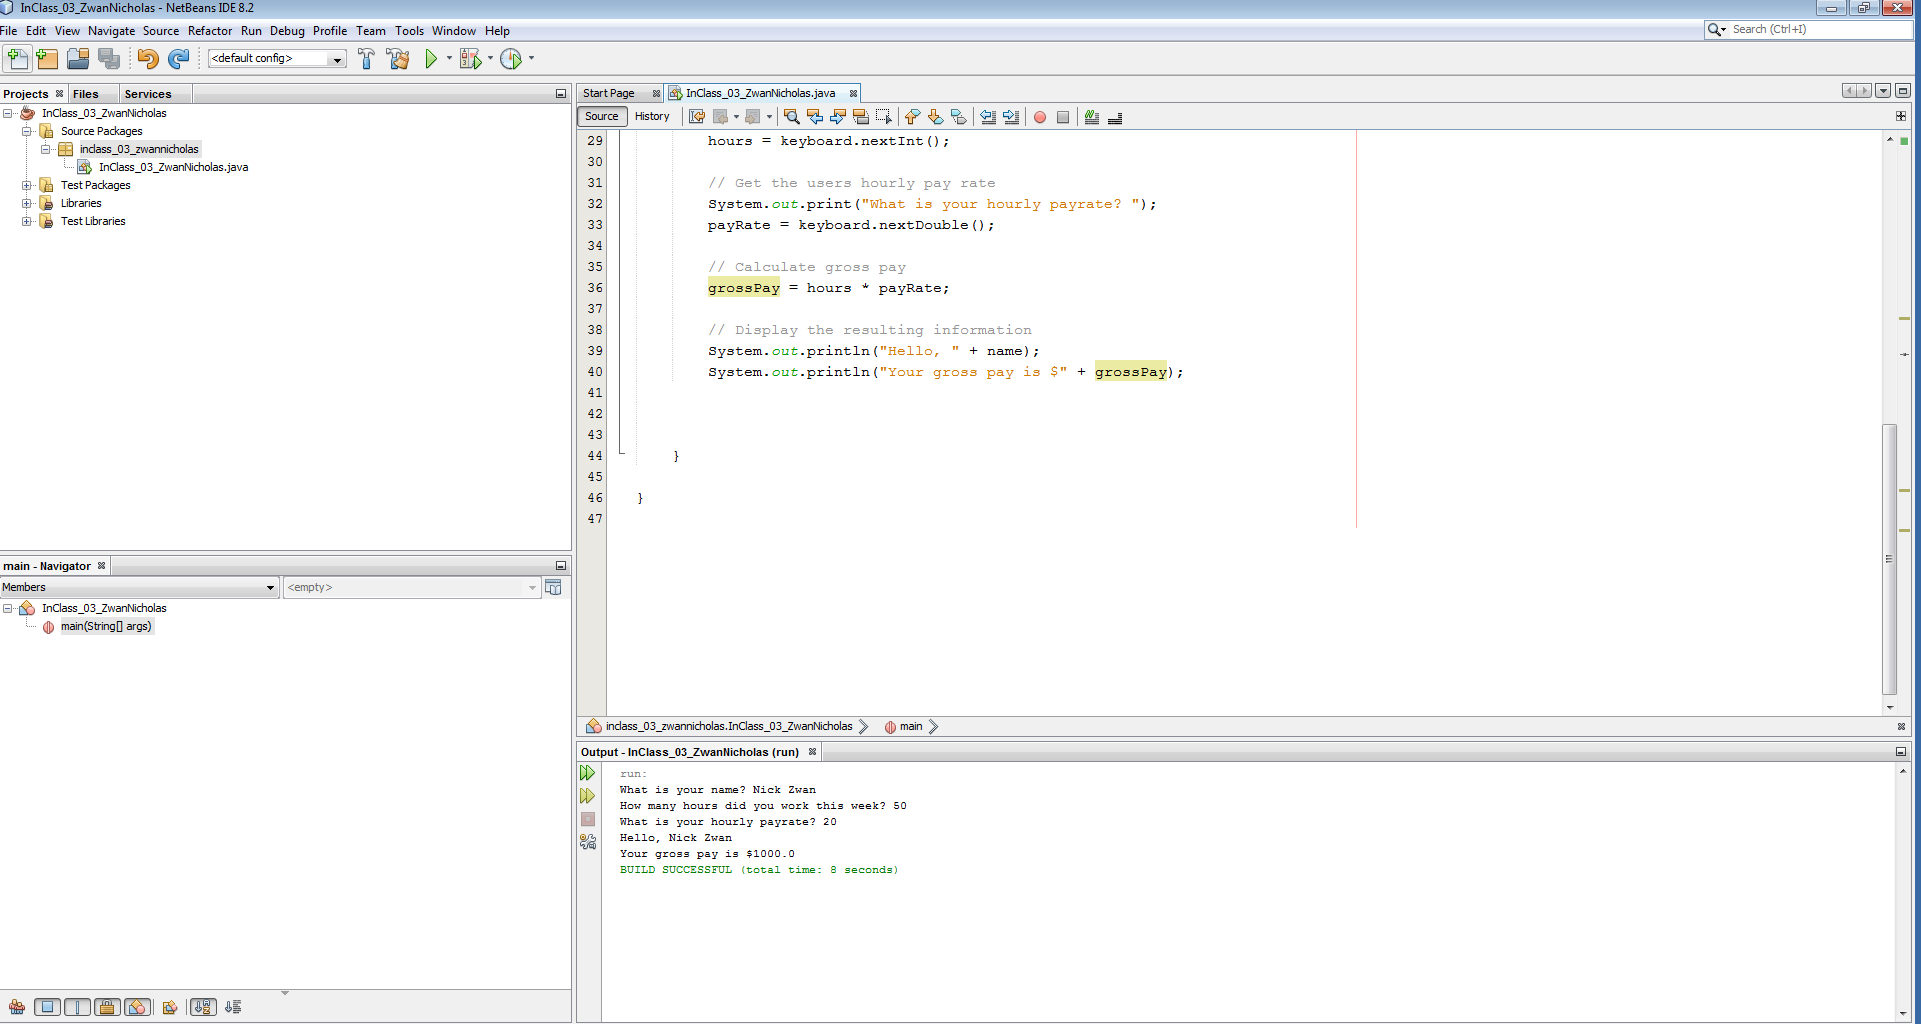 InClass_03_ZwanNicholas - NetBeans IDE 8.2
File Edit View Navigate Source Refactor Run Debug Profile Team Tools Window Help
Search (Ctrl+I)
<default config>
Projects Files Services
InClass_03_ZwanNicholas
Source Packages
inclass_03_zwannicholas
InClass_03_ZwanNicholas.java
Test Packages
Libraries
Test Libraries
main - Navigator
Members <empty>
InClass_03_ZwanNicholas
main(String[] args)
Start Page InClass_03_ZwanNicholas.java
Source History
29 hours = keyboard.nextInt();
30
31 // Get the users hourly pay rate
32 System.out.print("What is your hourly payrate? ");
33 payRate = keyboard.nextDouble();
34
35 // Calculate gross pay
36 grossPay = hours * payRate;
37
38 // Display the resulting information
39 System.out.println("Hello, " + name);
40 System.out.println("Your gross pay is $" + grossPay);
41
42
43
44 }
45
46 }
47
inclass_03_zwannicholas.InClass_03_ZwanNicholas main
Output - InClass_03_ZwanNicholas (run)
run:
What is your name? Nick Zwan
How many hours did you work this week? 50
What is your hourly payrate? 20
Hello, Nick Zwan
Your gross pay is $1000.0
BUILD SUCCESSFUL (total time: 8 seconds)